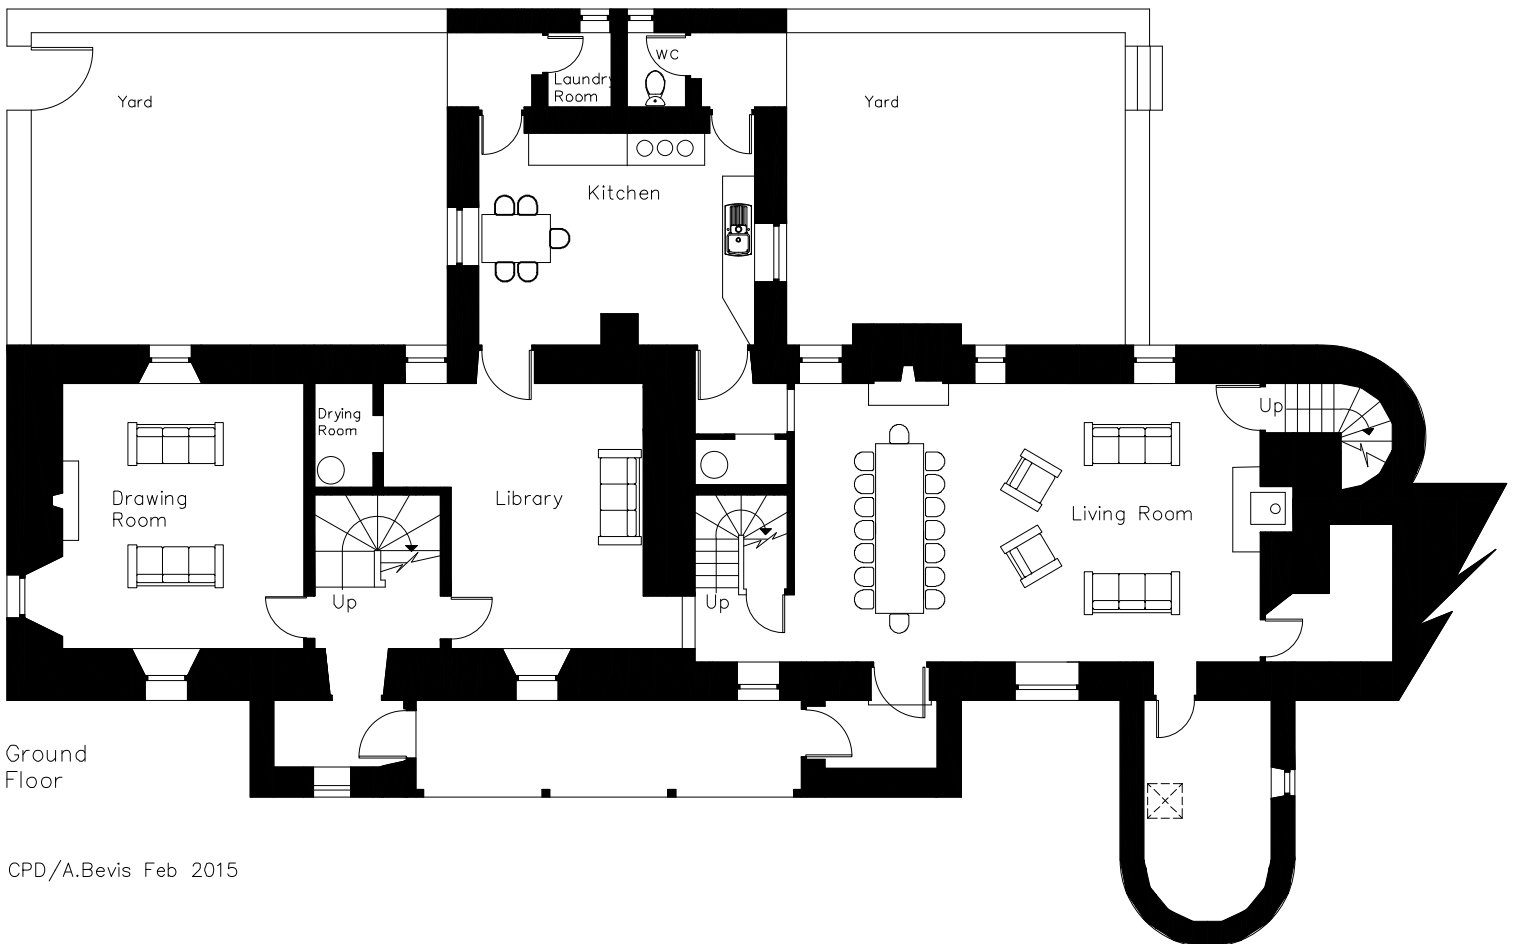 WC
Laundry
Room
Yard
Yard
Kitchen
Up
Drying
Room
Drawing
Room
Library
Living Room
Up
Up
Ground
Floor
CPD/A.Bevis Feb 2015